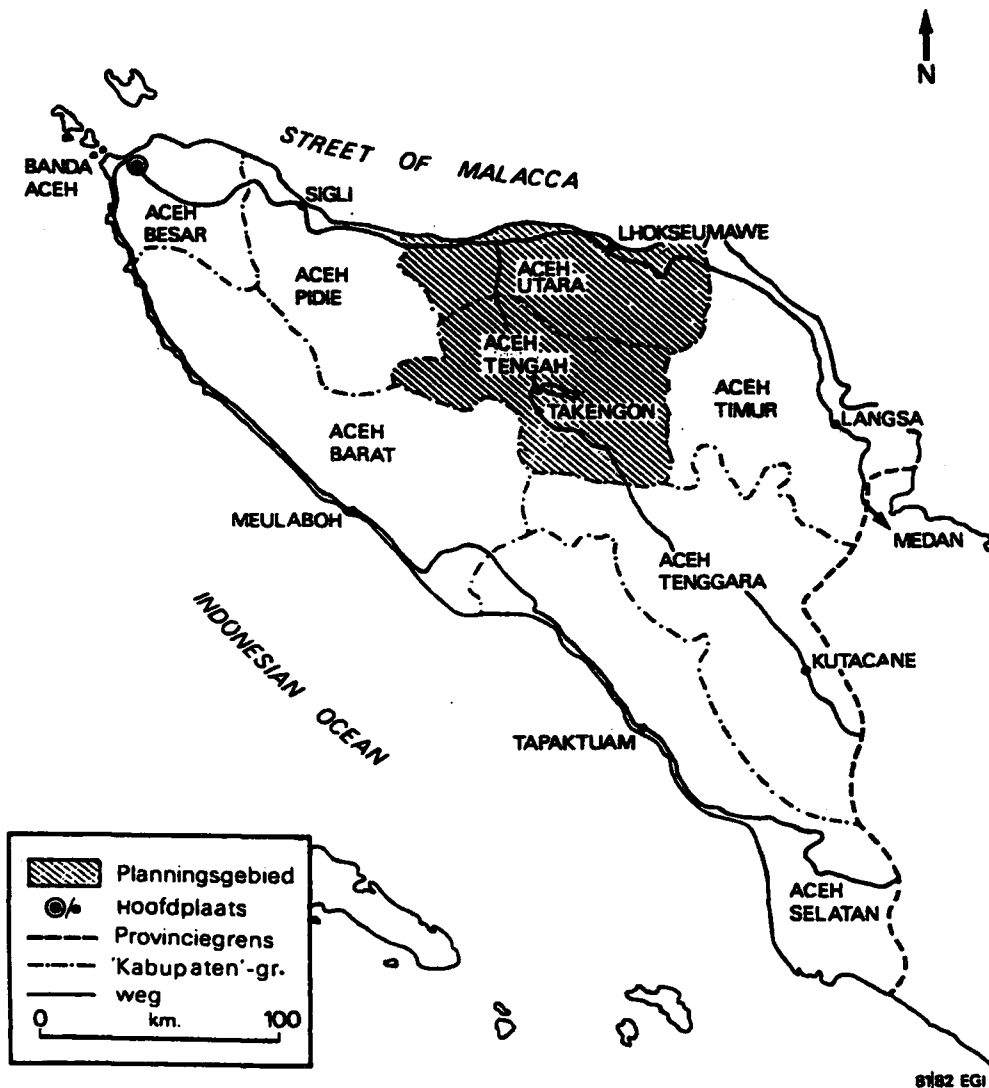 N
STREET OF MALACCA
BANDA
ACEH
SIGLI
ACEH
BESAR
LHOKSEUMAWE
ACEH
UTARA
ACEH
PIDIE
ACEH
TENGAH
TAKENGON
ACEH
TIMUR
LANGSA
ACEH
BARAT
MEULABOH
MEDAN
ACEH
TENGGARA
INDONESIAN OCEAN
KUTACANE
TAPAKTUAM
ACEH
SELATAN
Planningsgebied
Hoofdplaats
Provinciegrens
'Kabupaten'-gr.
weg
0 km. 100
81/82 EGI